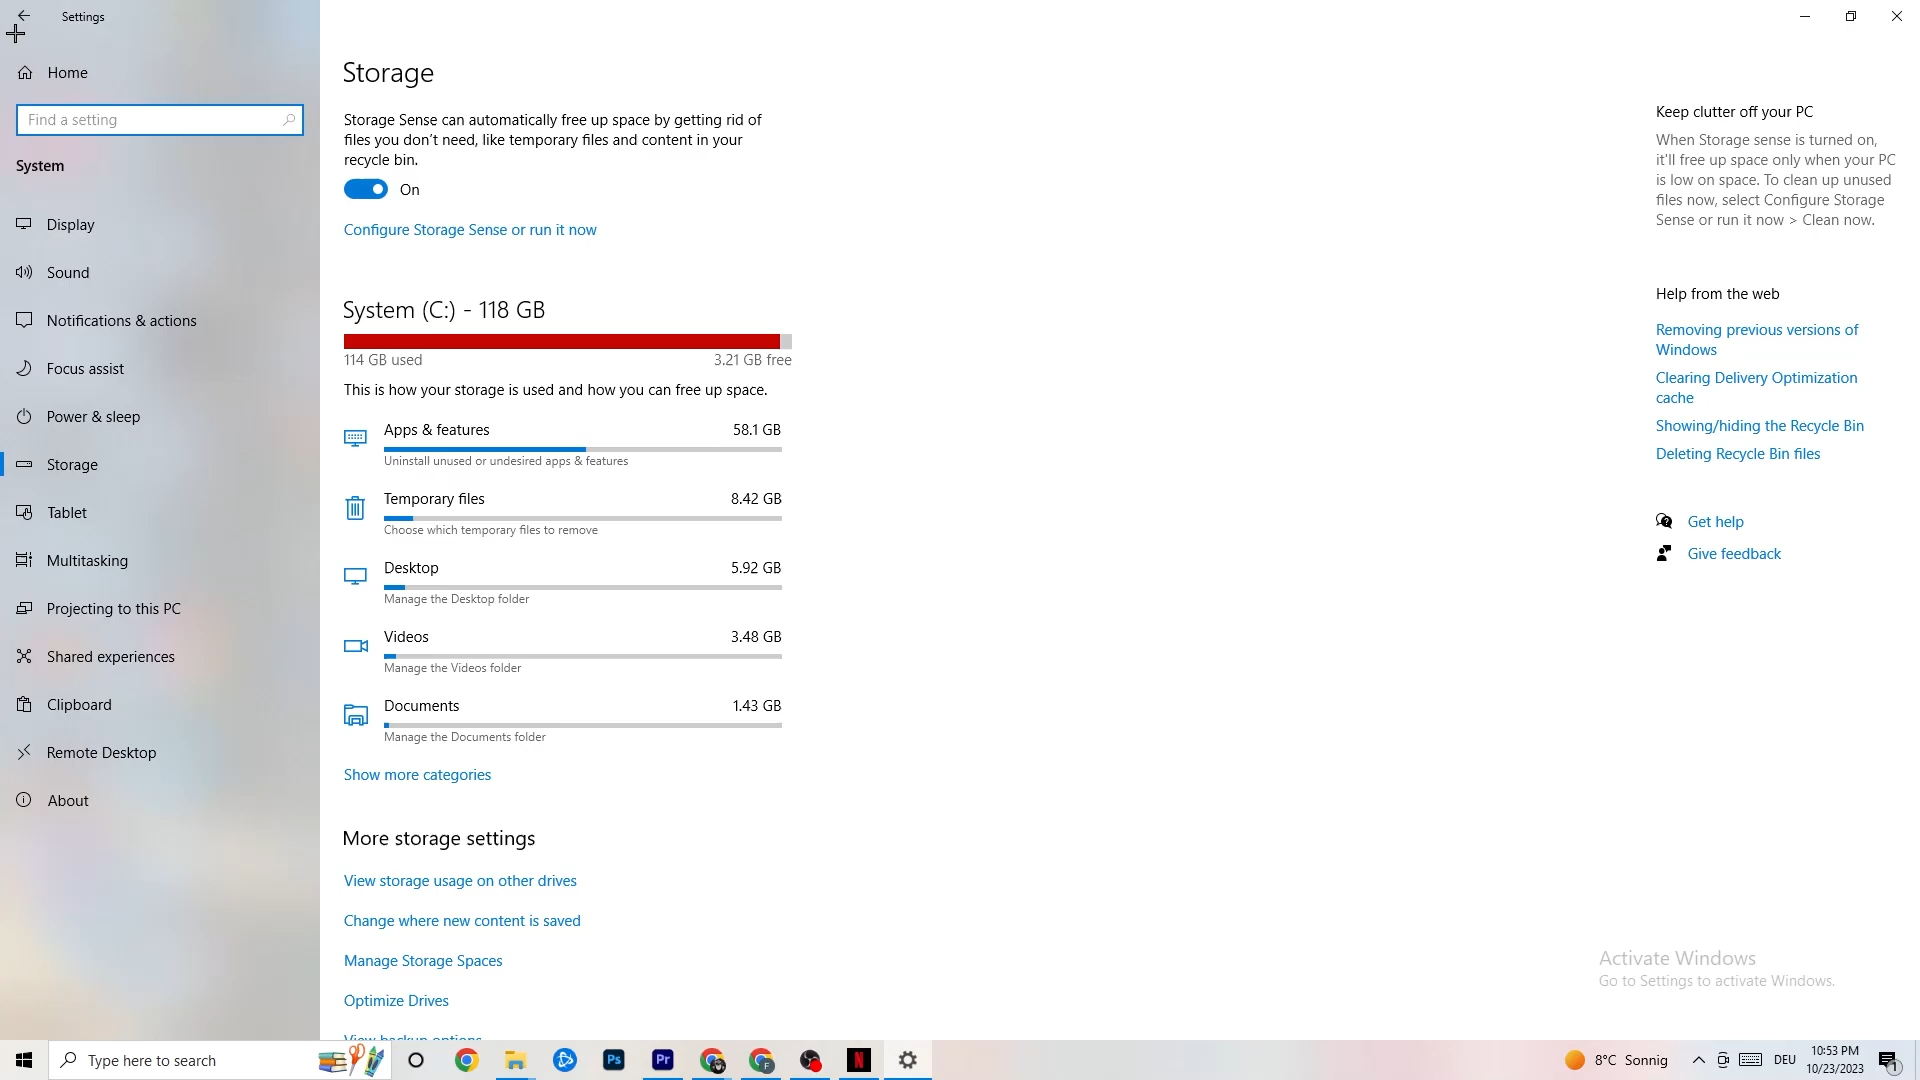 Settings
Home
Find a setting
System
Display
Sound
Notifications & actions
Focus assist
Power & sleep
Storage
Tablet
Multitasking
Projecting to this PC
Shared experiences
Clipboard
Remote Desktop
About
Storage
Storage Sense can automatically free up space by getting rid of
files you don't need, like temporary files and content in your
recycle bin.
On
Configure Storage Sense or run it now
System (C:) - 118 GB
114 GB used 3.21 GB free
This is how your storage is used and how you can free up space.
Apps & features 58.1 GB
Uninstall unused or undesired apps & features
Temporary files 8.42 GB
Choose which temporary files to remove
Desktop 5.92 GB
Manage the Desktop folder
Videos 3.48 GB
Manage the Videos folder
Documents 1.43 GB
Manage the Documents folder
Show more categories
More storage settings
View storage usage on other drives
Change where new content is saved
Manage Storage Spaces
Optimize Drives
View backup options
Keep clutter off your PC
When Storage sense is turned on,
it'll free up space only when your PC
is low on space. To clean up unused
files now, select Configure Storage
Sense or run it now > Clean now.
Help from the web
Removing previous versions of
Windows
Clearing Delivery Optimization
cache
Showing/hiding the Recycle Bin
Deleting Recycle Bin files
Get help
Give feedback
Activate Windows
Go to Settings to activate Windows.
Type here to search
Ps
Pr
F
N
8°C Sonnig
DEU
10:53 PM
10/23/2023
1